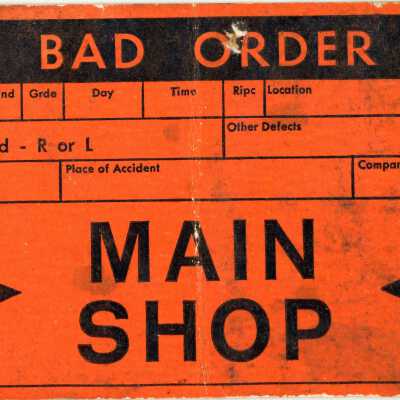 BAD ORDER
nd Grde Day Time Ripc Location
d - R or L Other Defects
Place of Accident Compan
MAIN
SHOP